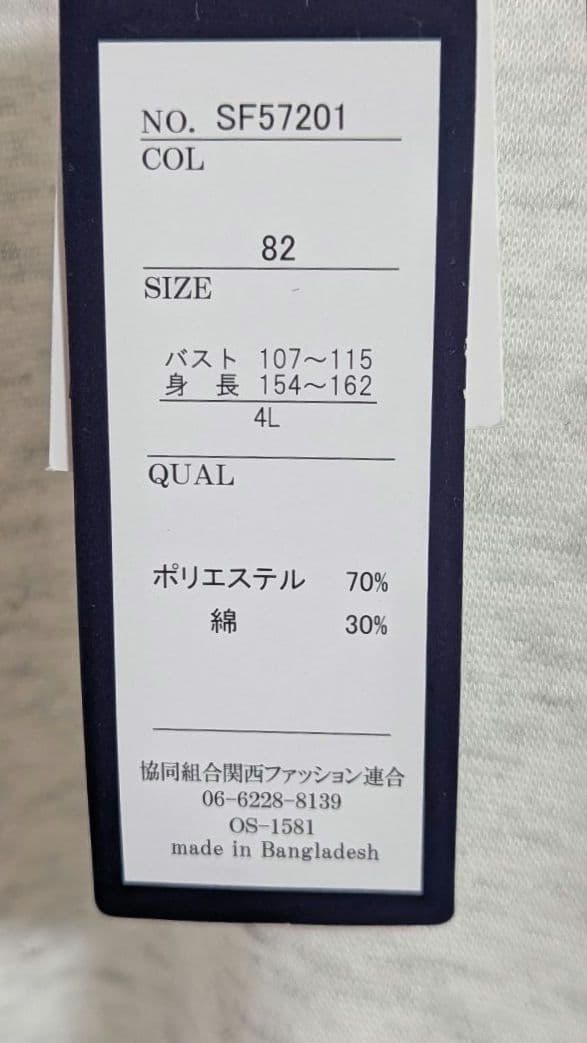 NO. SF57201
COL
82
SIZE
バスト 107～115
身 長 154～162
4L
QUAL
ポリエステル 70%
綿 30%
協同組合関西ファッション連合
06-6228-8139
OS-1581
made in Bangladesh